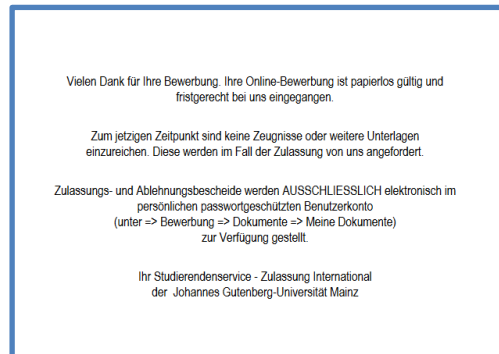 Vielen Dank für Ihre Bewerbung. Ihre Online-Bewerbung ist papierlos gültig und
fristgerecht bei uns eingegangen.
Zum jetzigen Zeitpunkt sind keine Zeugnisse oder weitere Unterlagen
einzureichen. Diese werden im Fall der Zulassung von uns angefordert.
Zulassungs- und Ablehnungsbescheide werden AUSSCHLIESSLICH elektronisch im
persönlichen passwortgeschützten Benutzerkonto
(unter => Bewerbung => Dokumente => Meine Dokumente)
zur Verfügung gestellt.
Ihr Studierendenservice - Zulassung International
der Johannes Gutenberg-Universität Mainz